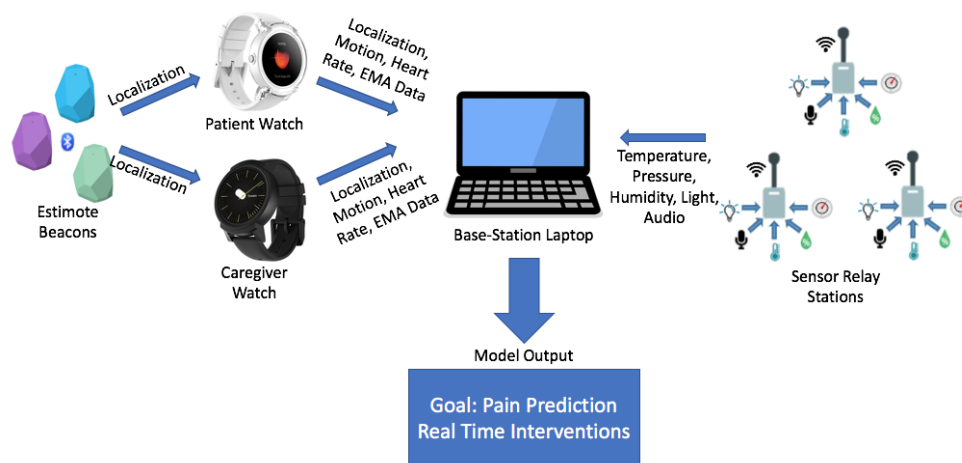 Localization
Localization
Estimote
Beacons
Patient Watch
Caregiver
Watch
Localization,
Motion, Heart
Rate, EMA Data
Localization,
Motion, Heart
Rate, EMA Data
Base-Station Laptop
Temperature,
Pressure,
Humidity, Light,
Audio
Sensor Relay
Stations
Model Output
Goal: Pain Prediction
Real Time Interventions